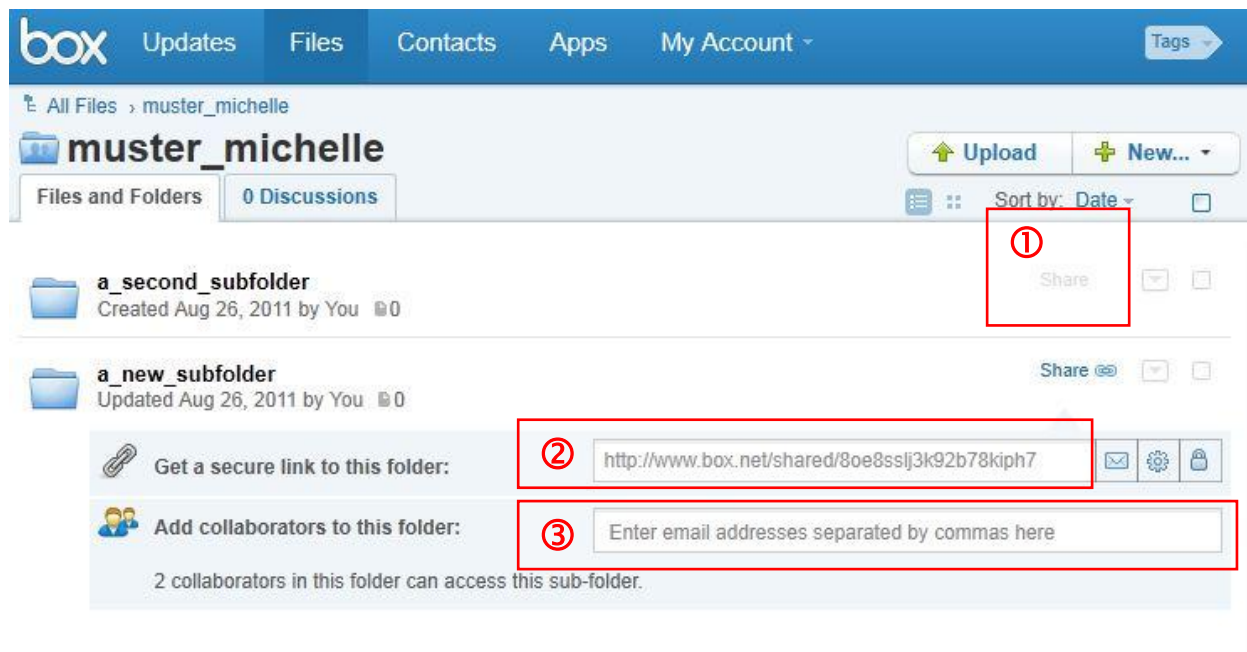 box Updates Files Contacts Apps My Account Tags
All Files › muster_michelle
muster_michelle
Upload New...
Files and Folders 0 Discussions
Sort by: Date
①
a_second_subfolder Share
Created Aug 26, 2011 by You 0
a_new_subfolder Share
Updated Aug 26, 2011 by You 0
Get a secure link to this folder: ② http://www.box.net/shared/8oe8sslj3k92b78kiph7
Add collaborators to this folder: ③ Enter email addresses separated by commas here
2 collaborators in this folder can access this sub-folder.